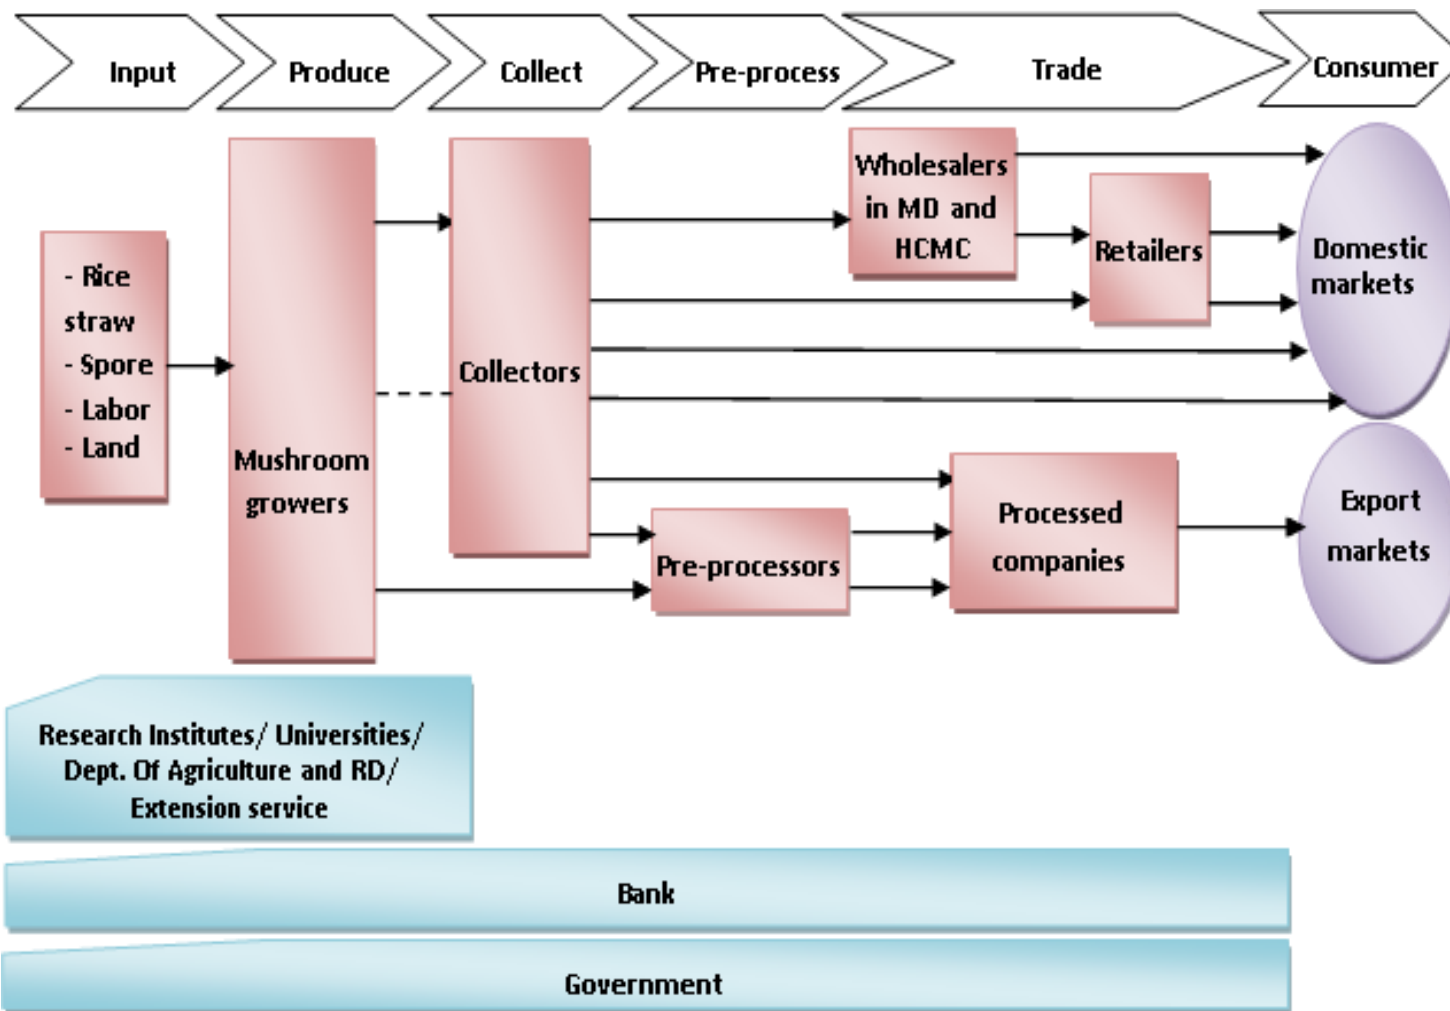 Input
Produce
Collect
Pre-process
Trade
Consumer
- Rice
straw
- Spore
- Labor
- Land
Mushroom
growers
Collectors
Wholesalers
in MD and
HCMC
Retailers
Domestic
markets
Pre-processors
Processed
companies
Export
markets
Research Institutes/ Universities/
Dept. Of Agriculture and RD/
Extension service
Bank
Government